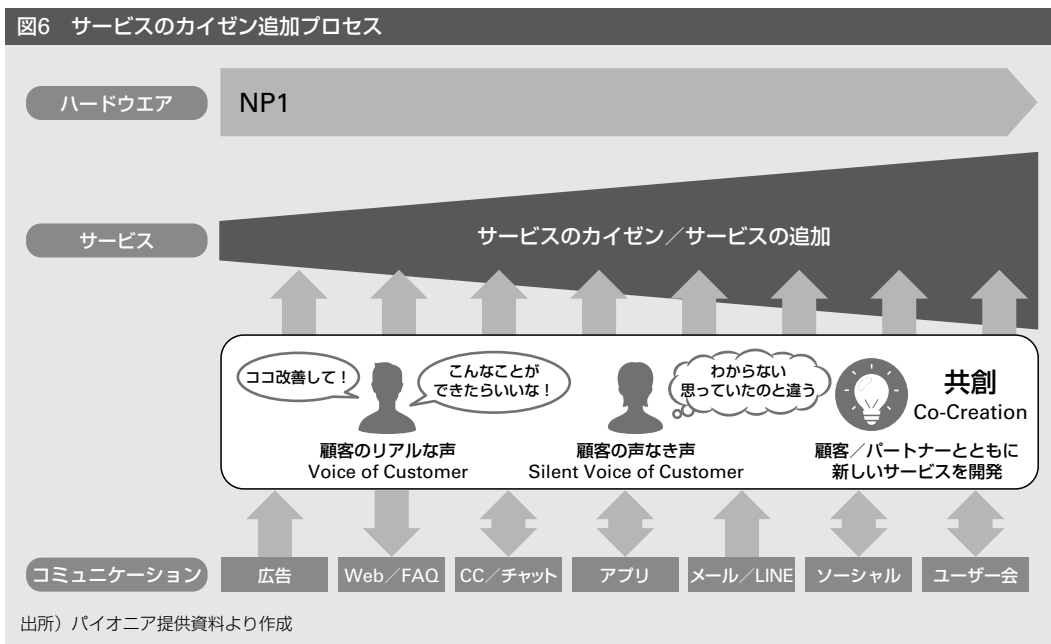 図6 サービスのカイゼン追加プロセス
ハードウエア
NP1
サービス
サービスのカイゼン／サービスの追加
ココ改善して！
こんなことが
できたらいいな！
わからない
思っていたのと違う
共創
Co-Creation
顧客のリアルな声
Voice of Customer
顧客の声なき声
Silent Voice of Customer
顧客／パートナーとともに
新しいサービスを開発
コミュニケーション
広告
Web／FAQ
CC／チャット
アプリ
メール／LINE
ソーシャル
ユーザー会
出所）パイオニア提供資料より作成